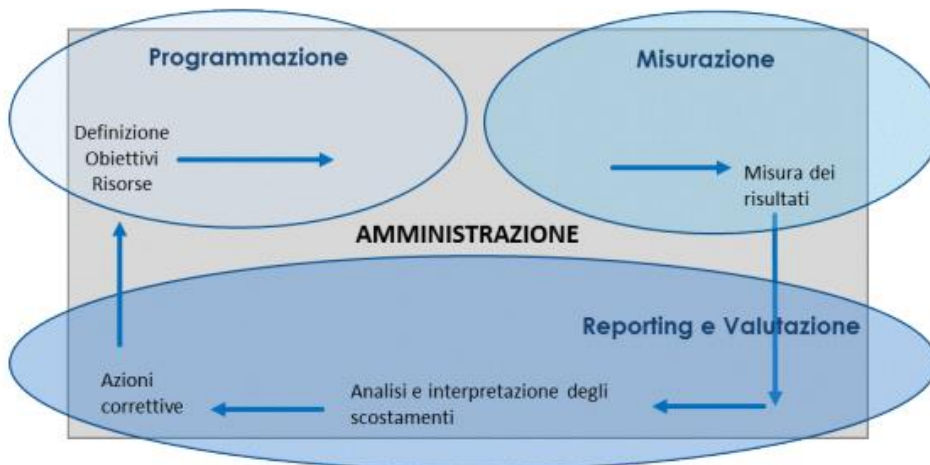 Programmazione
Misurazione
Definizione
Obiettivi
Risorse
Misura dei
risultati
AMMINISTRAZIONE
Reporting e Valutazione
Azioni
correttive
Analisi e interpretazione degli
scostamenti